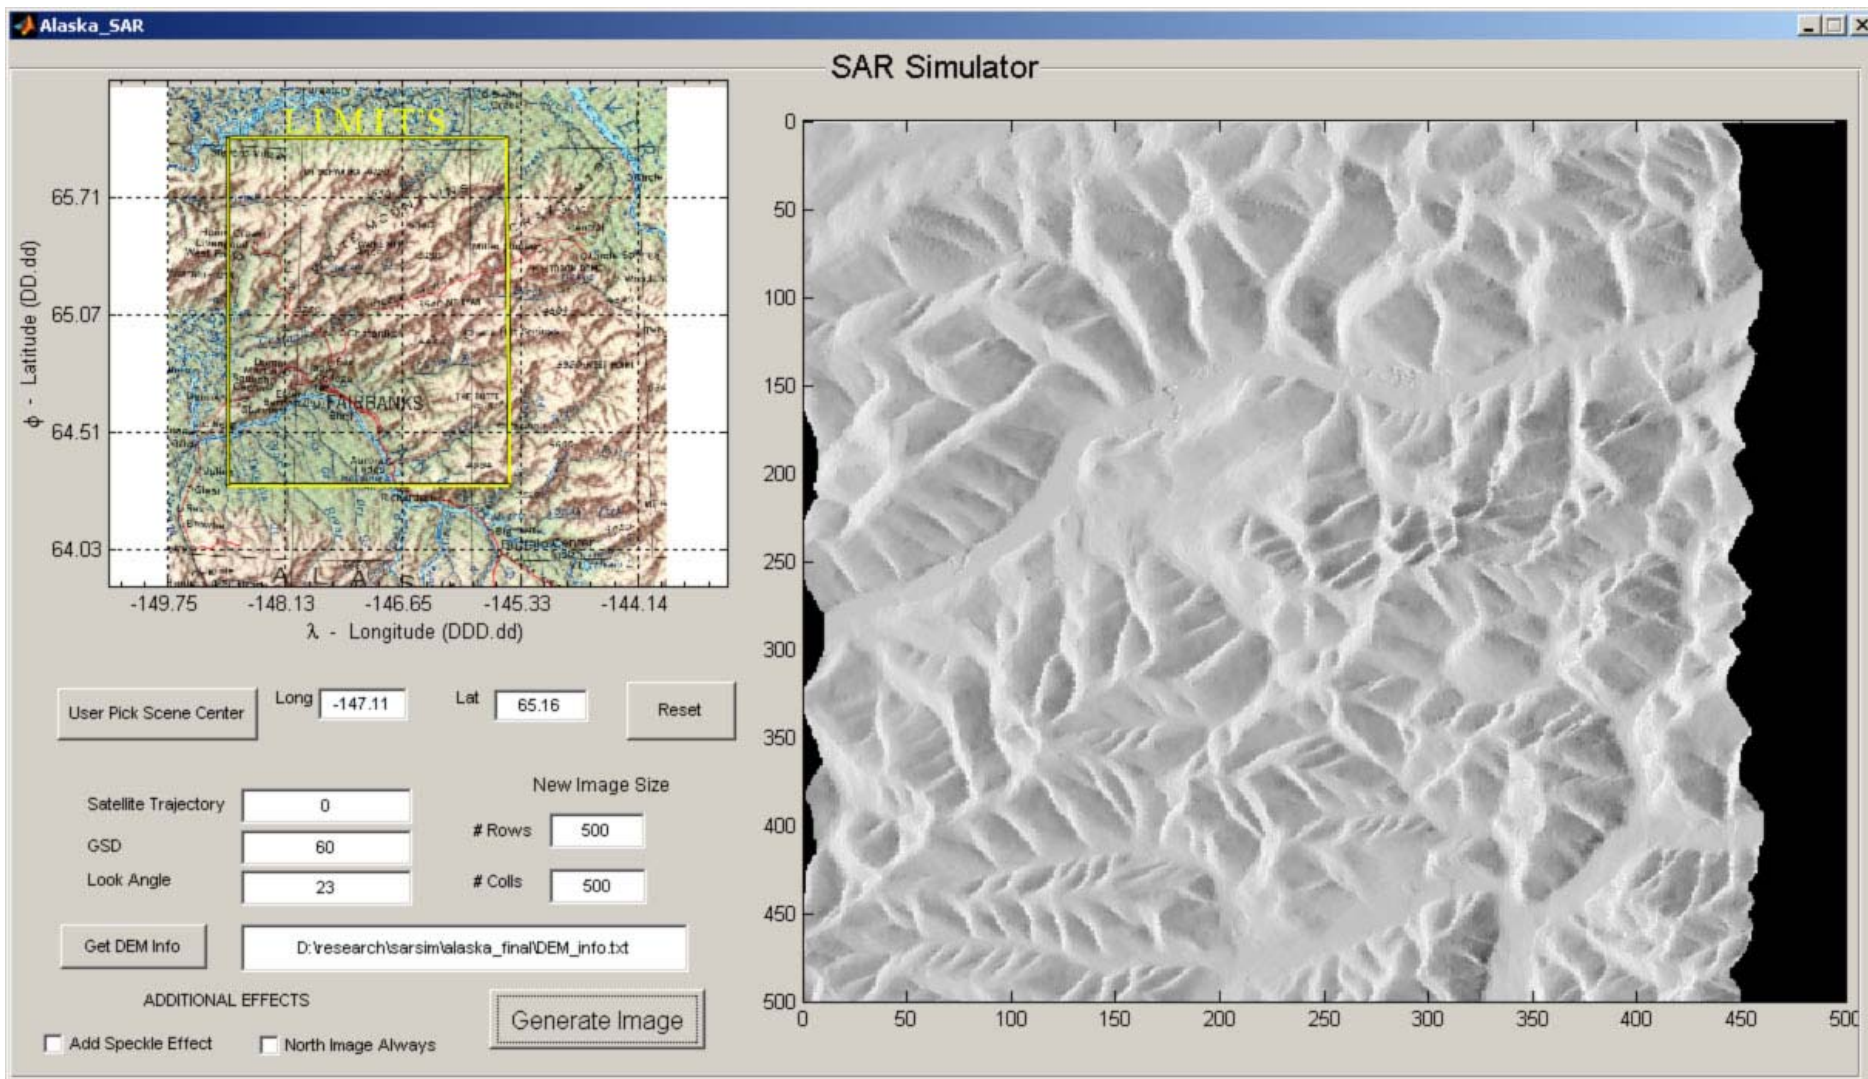 Alaska_SAR
SAR Simulator
LIMITS
FAIRBANKS
65.71
65.07
64.51
64.03
ϕ - Latitude (DD.dd)
-149.75 -148.13 -146.65 -145.33 -144.14
λ - Longitude (DDD.dd)
User Pick Scene Center Long -147.11 Lat 65.16 Reset
New Image Size
Satellite Trajectory 0
# Rows 500
GSD 60
Look Angle 23
# Colls 500
Get DEM Info D:\research\sarsim\alaska_final\DEM_info.txt
ADDITIONAL EFFECTS
Generate Image
Add Speckle Effect North Image Always
0
50
100
150
200
250
300
350
400
450
500
0 50 100 150 200 250 300 350 400 450 500